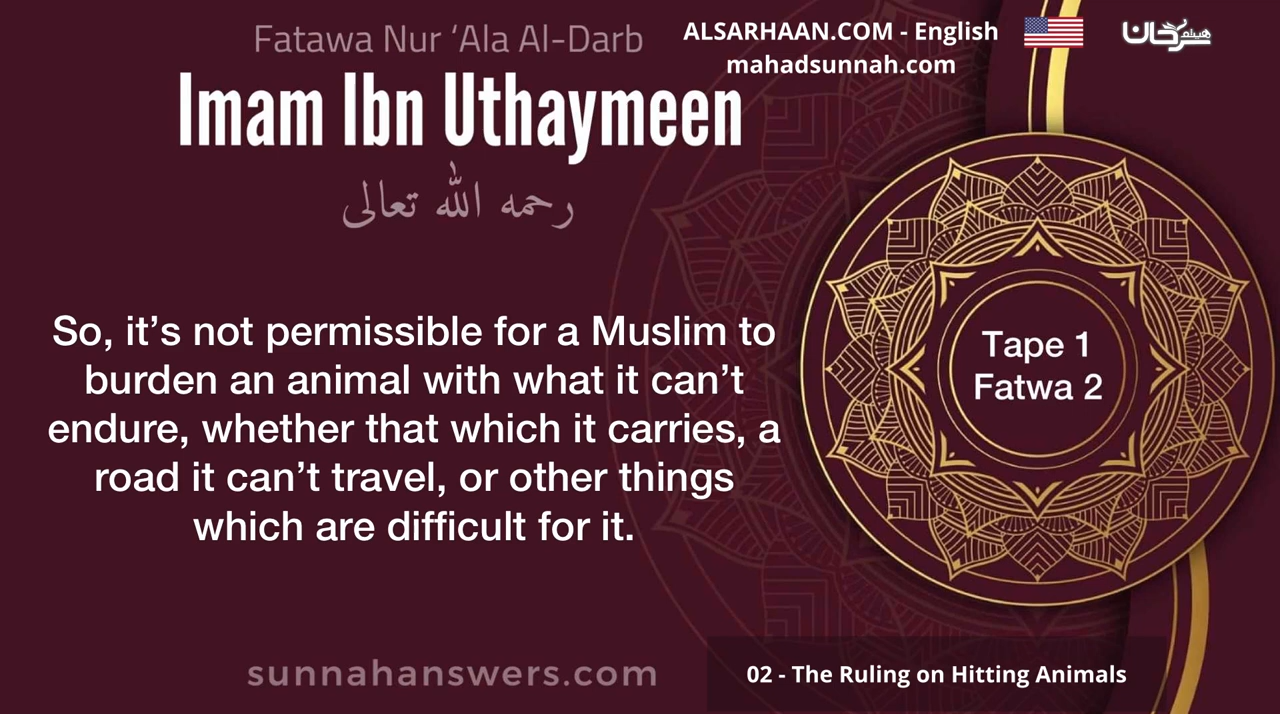 Fatawa Nur ‘Ala Al-Darb
ALSARHAAN.COM - English
mahadsunnah.com
هيثم سرحان
Imam Ibn Uthaymeen
رحمه الله تعالى
So, it’s not permissible for a Muslim to
burden an animal with what it can’t
endure, whether that which it carries, a
road it can’t travel, or other things
which are difficult for it.
Tape 1
Fatwa 2
sunnahanswers.com
02 - The Ruling on Hitting Animals